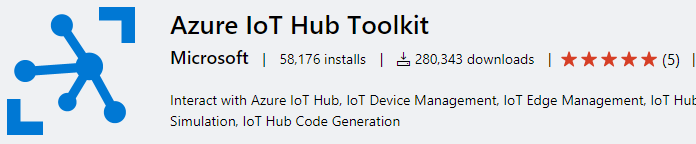 Azure IoT Hub Toolkit
Microsoft | 58,176 installs | 280,343 downloads | (5) |
Interact with Azure IoT Hub, IoT Device Management, IoT Edge Management, IoT Hub
Simulation, IoT Hub Code Generation